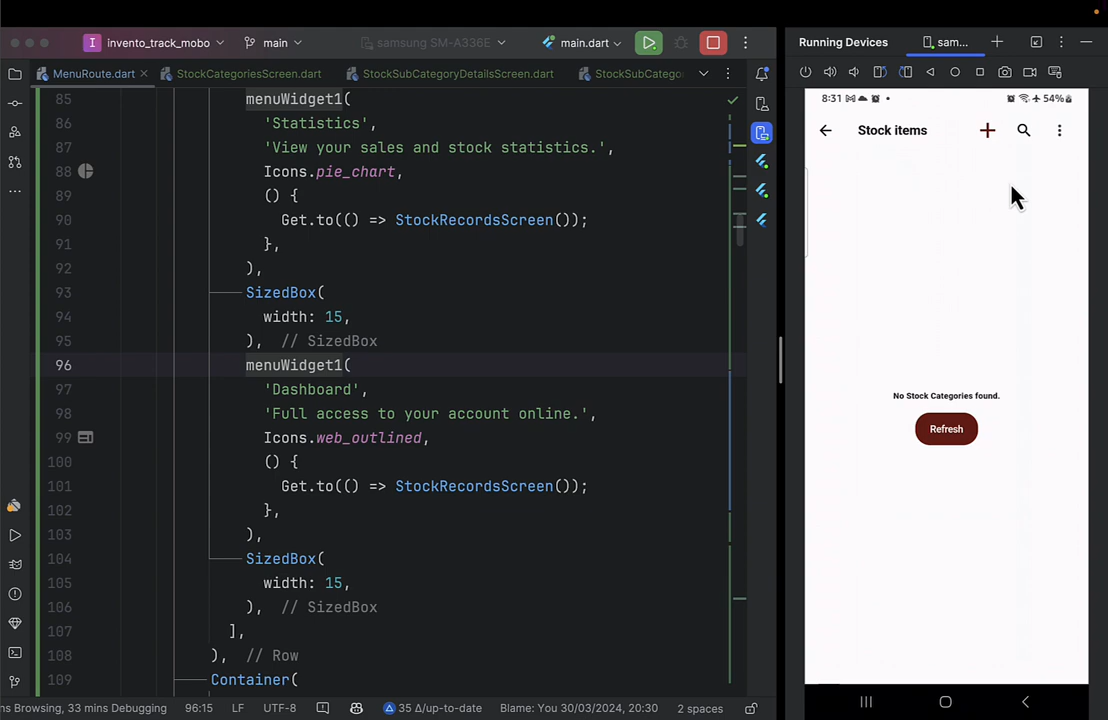 I invento_track_mobo main samsung SM-A336E main.dart
MenuRoute.dart StockCategoriesScreen.dart StockSubCategoryDetailsScreen.dart StockSubCatego
85 menuWidget1(
86 'Statistics',
87 'View your sales and stock statistics.',
88 Icons.pie_chart,
89 () {
90 Get.to(() => StockRecordsScreen());
91 },
92 ),
93 SizedBox(
94 width: 15,
95 ), // SizedBox
96 menuWidget1(
97 'Dashboard',
98 'Full access to your account online.',
99 Icons.web_outlined,
100 () {
101 Get.to(() => StockRecordsScreen());
102 },
103 ),
104 SizedBox(
105 width: 15,
106 ), // SizedBox
107 ],
108 ), // Row
109 Container(
ns Browsing, 33 mins Debugging 96:15 LF UTF-8 35 Δ/up-to-date Blame: You 30/03/2024, 20:30 2 spaces
Running Devices sam...
8:31 54%
Stock items
No Stock Categories found.
Refresh